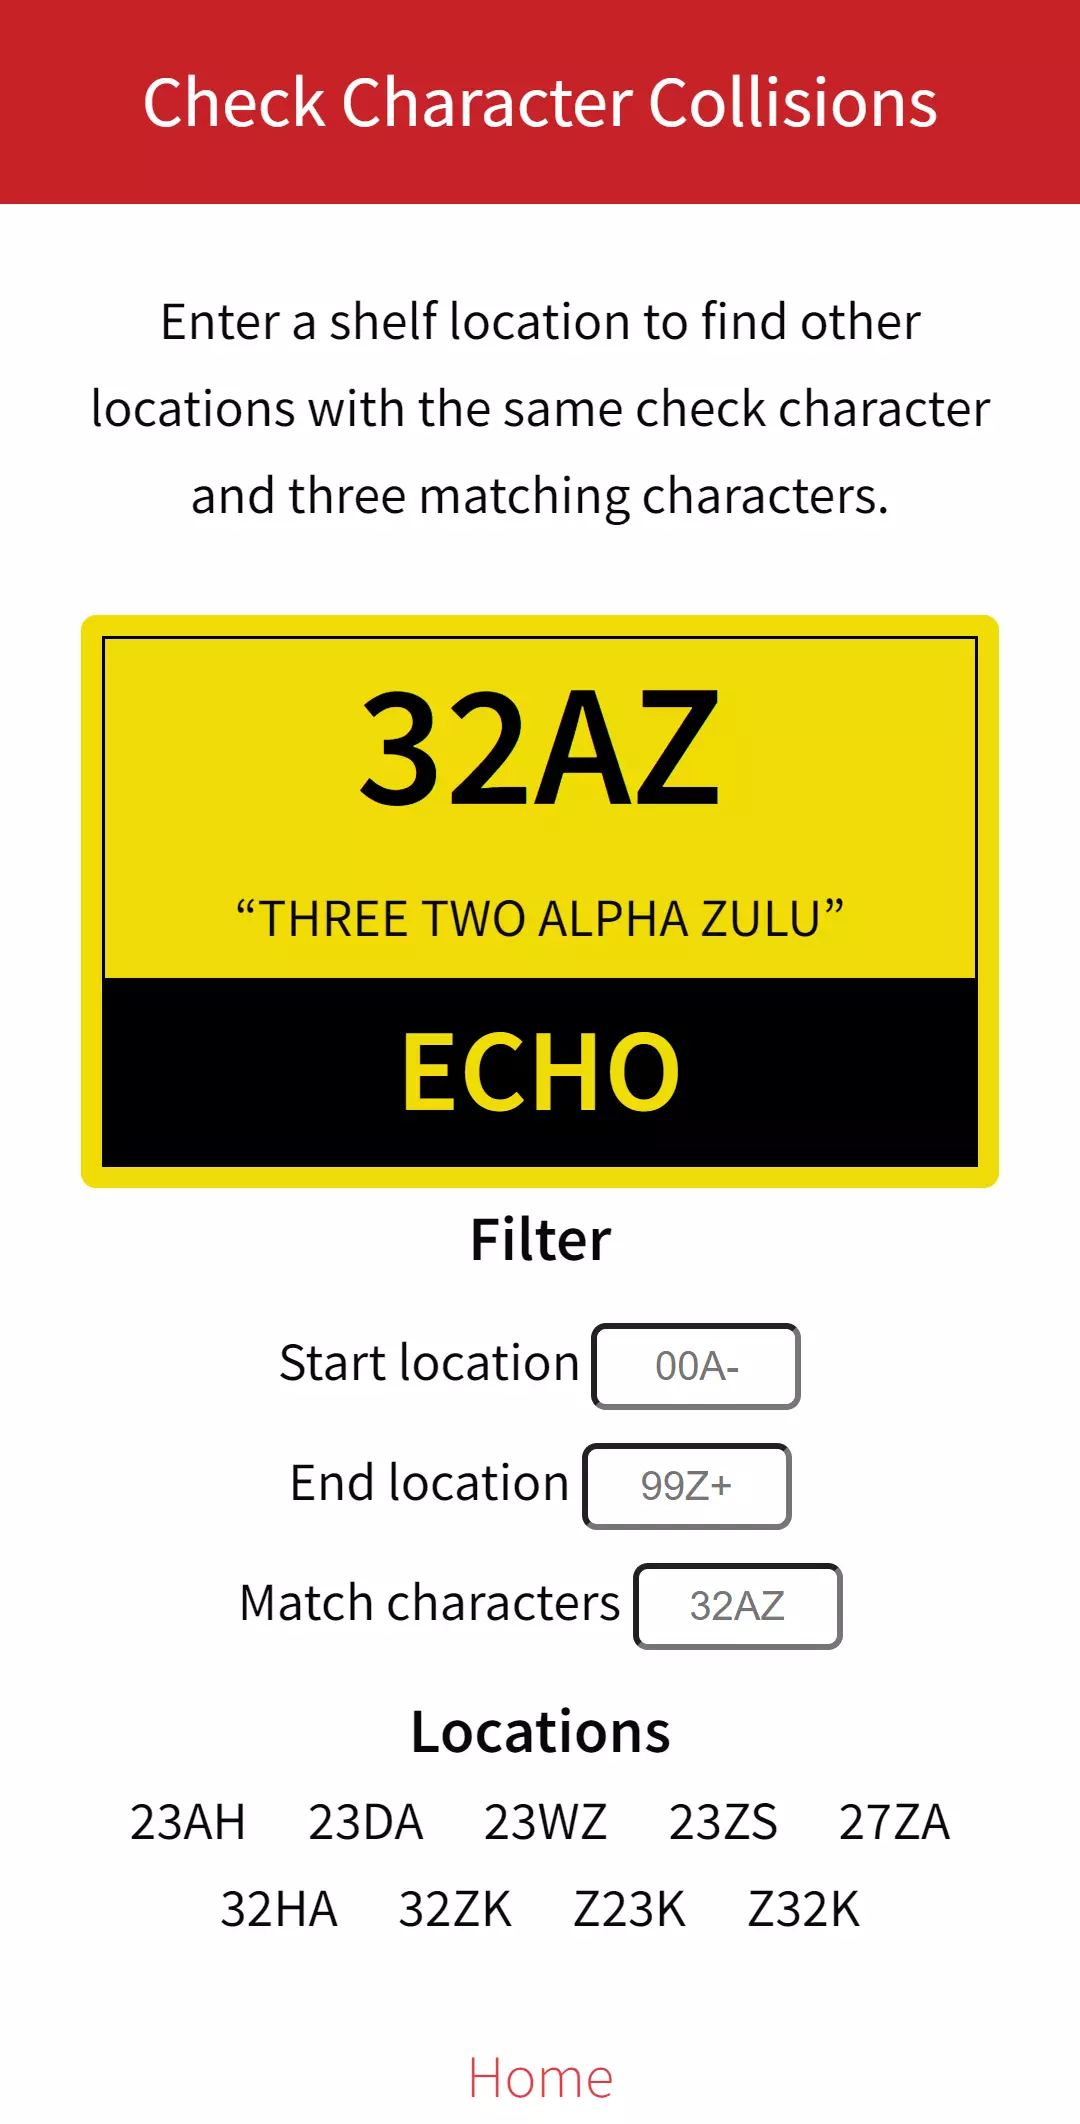 Check Character Collisions
Enter a shelf location to find other
locations with the same check character
and three matching characters.
32AZ
“THREE TWO ALPHA ZULU”
ECHO
Filter
Start location 00A-
End location 99Z+
Match characters 32AZ
Locations
23AH 23DA 23WZ 23ZS 27ZA
32HA 32ZK Z23K Z32K
Home